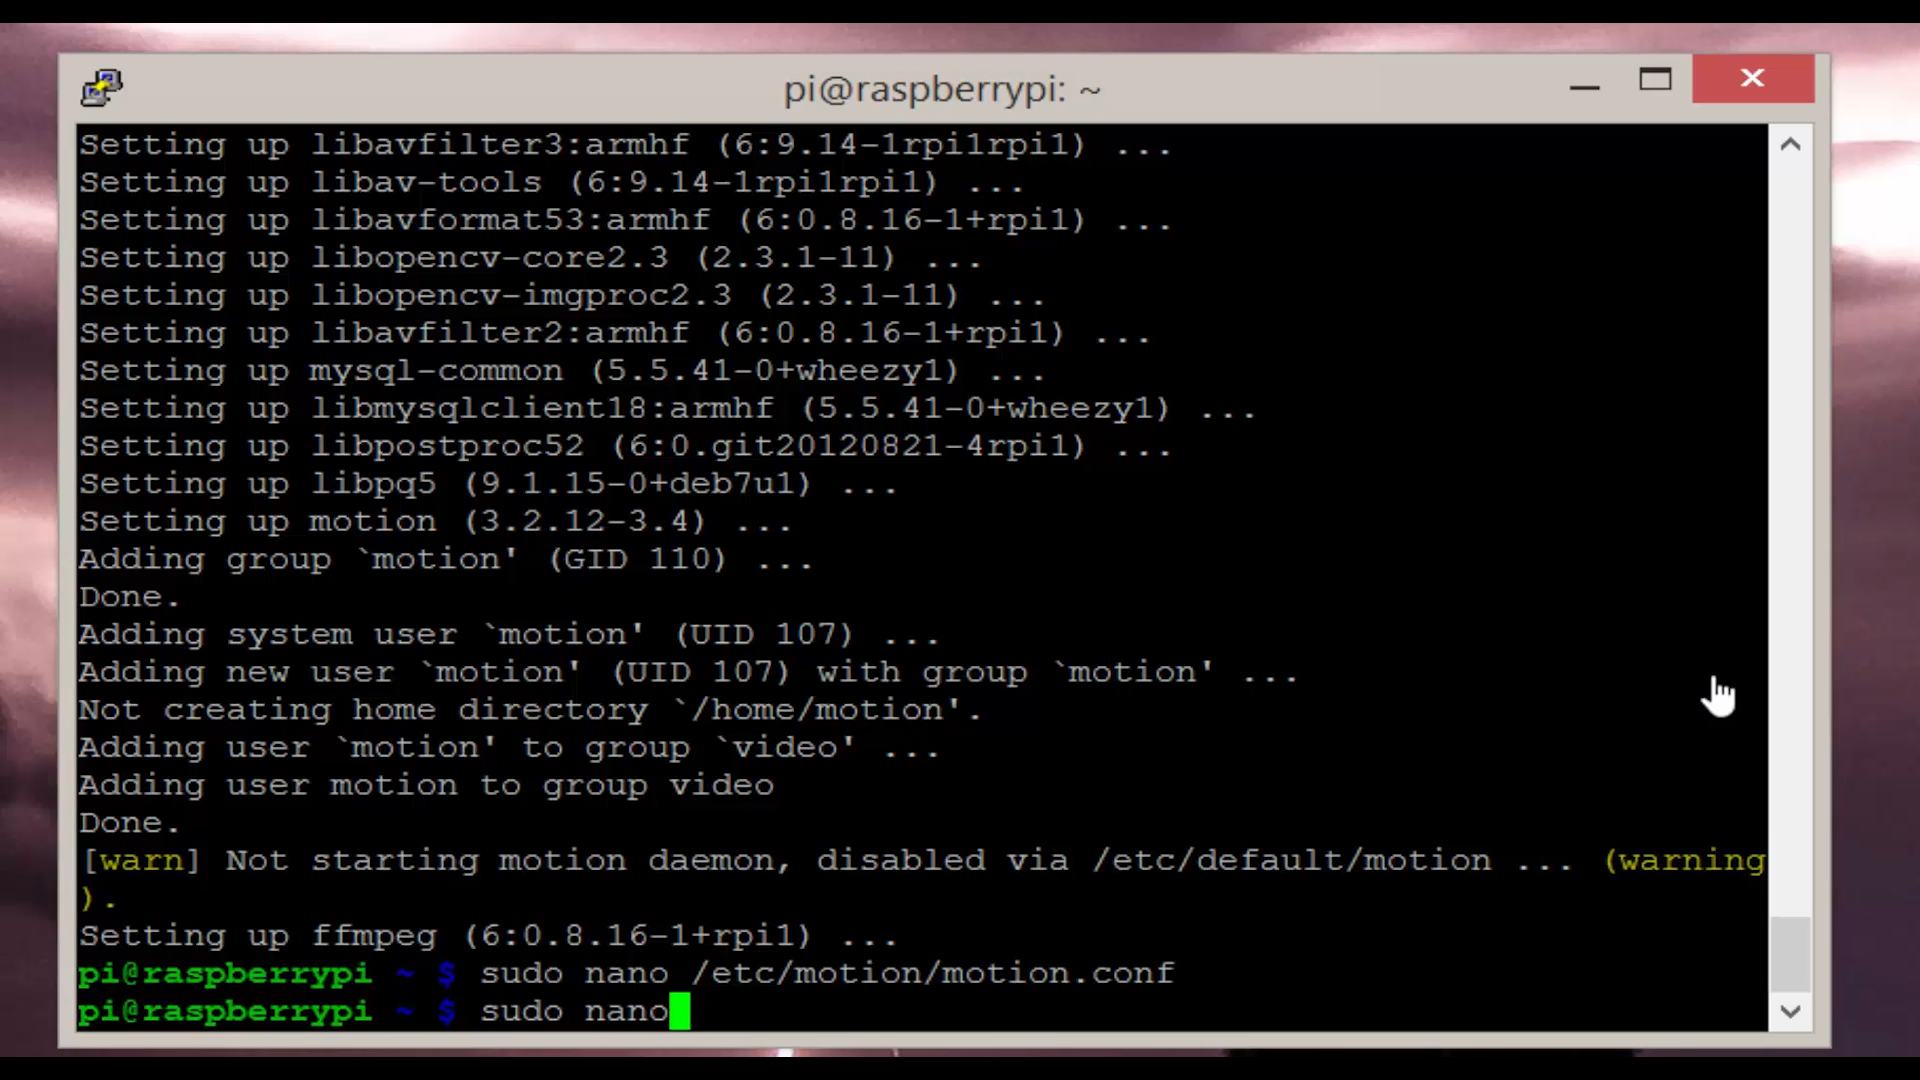 pi@raspberrypi: ~
Setting up libavfilter3:armhf (6:9.14-1rpi1rpi1) ...
Setting up libav-tools (6:9.14-1rpi1rpi1) ...
Setting up libavformat53:armhf (6:0.8.16-1+rpi1) ...
Setting up libopencv-core2.3 (2.3.1-11) ...
Setting up libopencv-imgproc2.3 (2.3.1-11) ...
Setting up libavfilter2:armhf (6:0.8.16-1+rpi1) ...
Setting up mysql-common (5.5.41-0+wheezy1) ...
Setting up libmysqlclient18:armhf (5.5.41-0+wheezy1) ...
Setting up libpostproc52 (6:0.git20120821-4rpi1) ...
Setting up libpq5 (9.1.15-0+deb7u1) ...
Setting up motion (3.2.12-3.4) ...
Adding group `motion' (GID 110) ...
Done.
Adding system user `motion' (UID 107) ...
Adding new user `motion' (UID 107) with group `motion' ...
Not creating home directory `/home/motion'.
Adding user `motion' to group `video' ...
Adding user motion to group video
Done.
[warn] Not starting motion daemon, disabled via /etc/default/motion ... (warning
).
Setting up ffmpeg (6:0.8.16-1+rpi1) ...
pi@raspberrypi ~ $ sudo nano /etc/motion/motion.conf
pi@raspberrypi ~ $ sudo nano